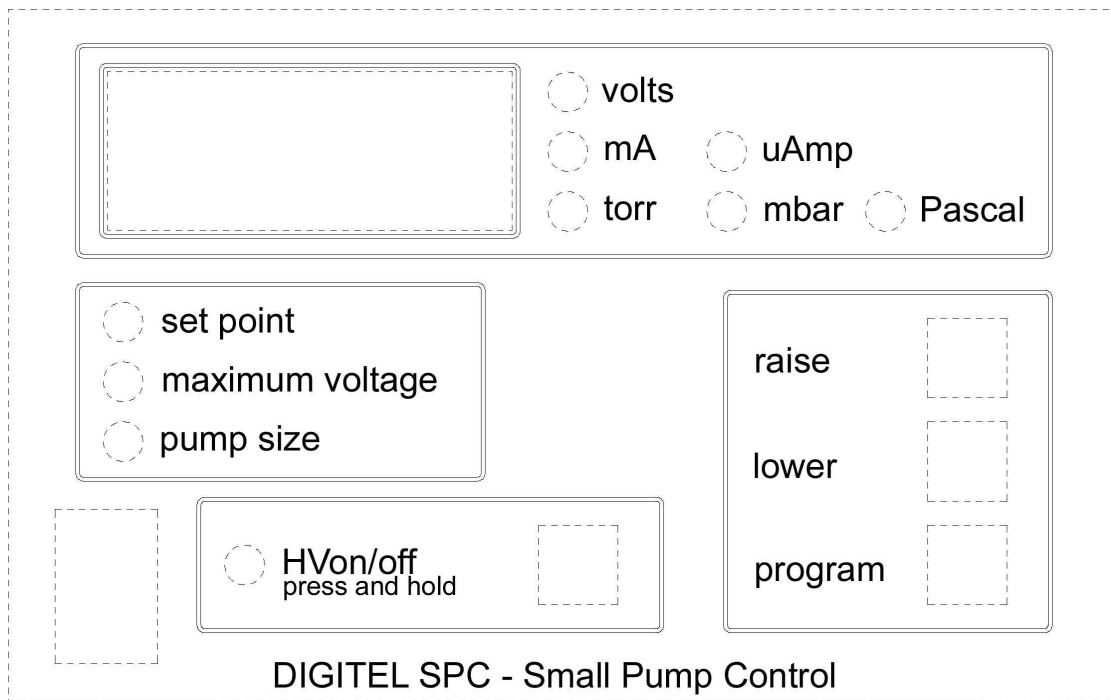 volts
mA uAmp
torr mbar Pascal
set point
maximum voltage
pump size
raise
lower
program
HVon/off
press and hold
DIGITEL SPC - Small Pump Control